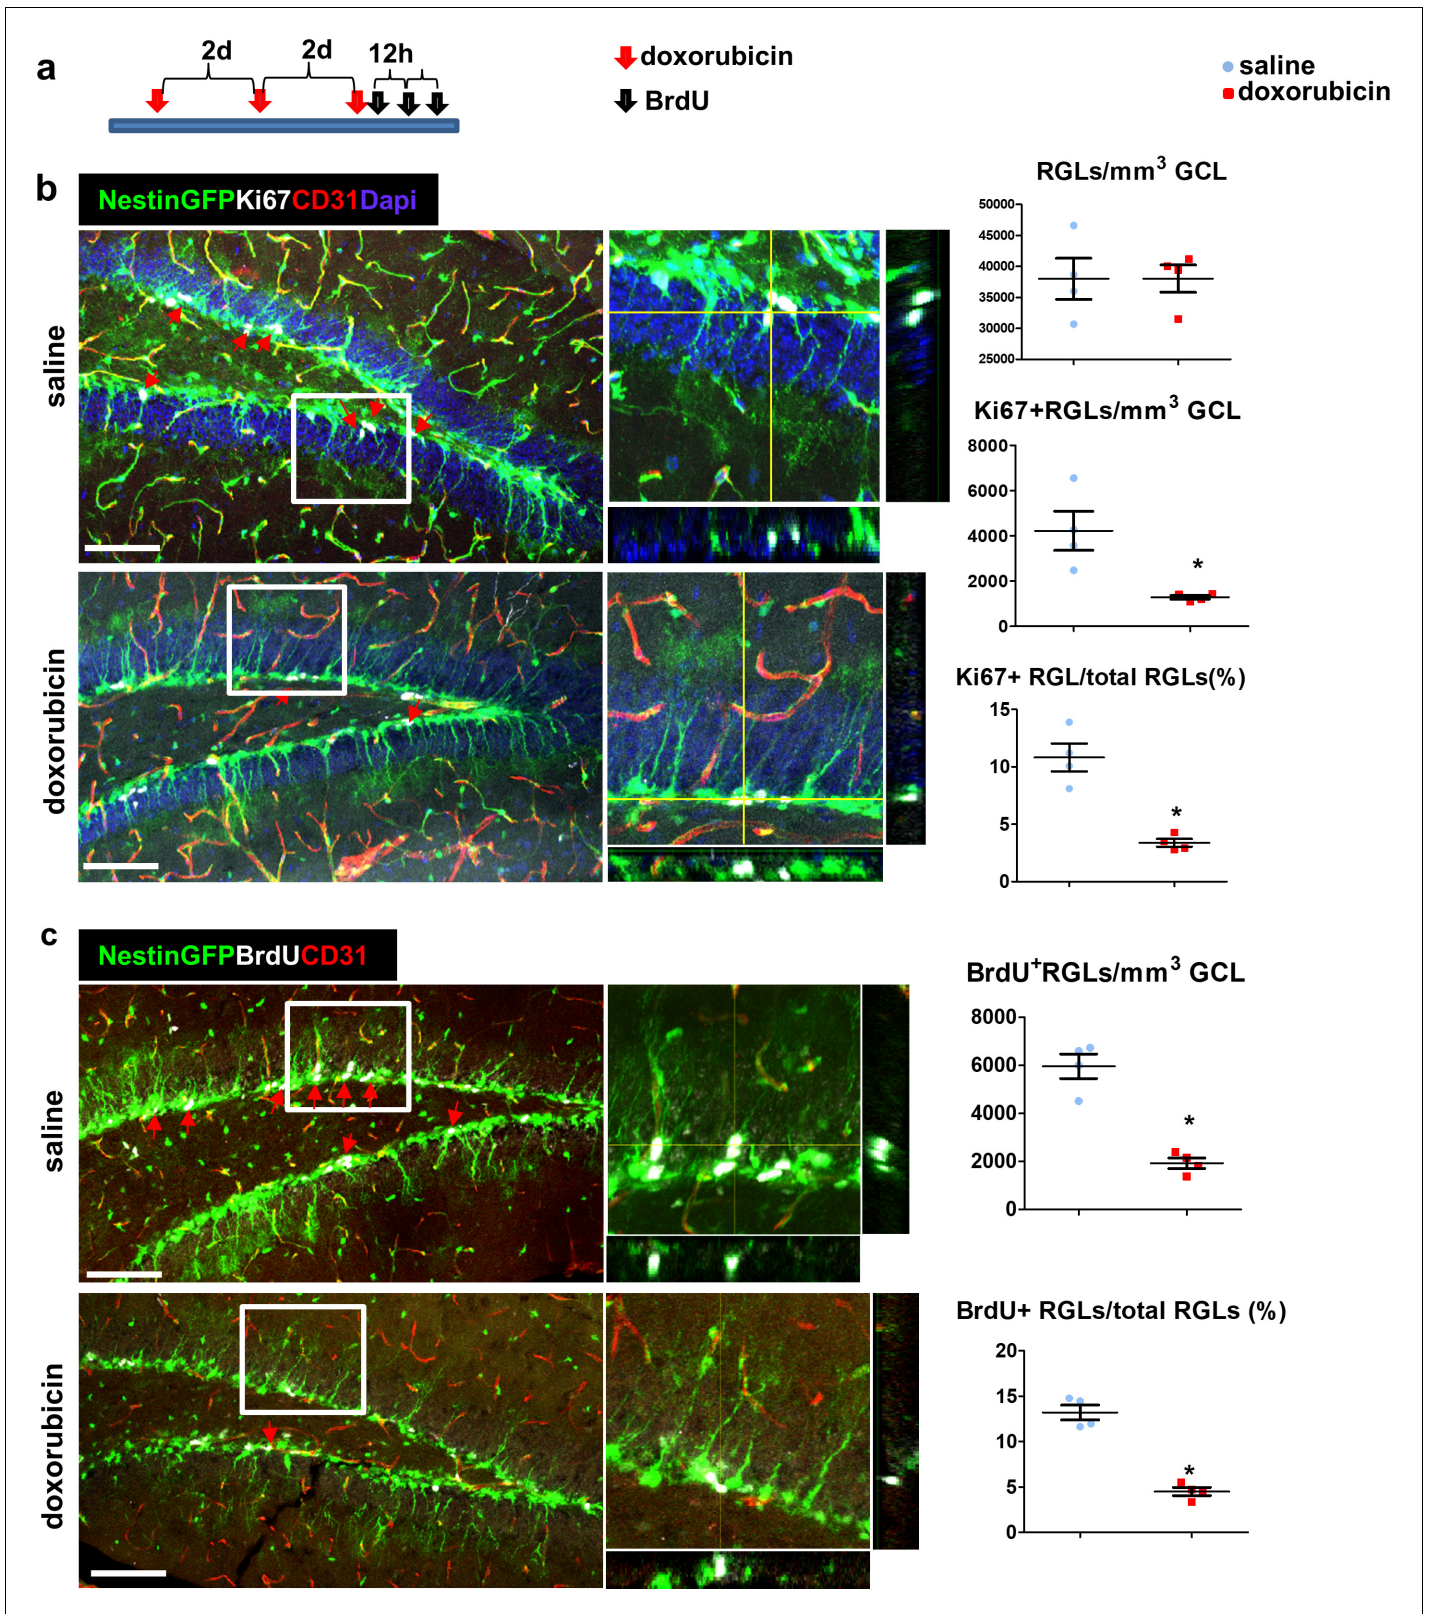 a
2d 2d 12h
doxorubicin
BrdU
saline
doxorubicin
b
NestinGFPKi67CD31Dapi
saline
doxorubicin
RGLs/mm3 GCL
50000
45000
40000
35000
30000
25000
Ki67+RGLs/mm3 GCL
8000
6000
4000
2000
0
*
Ki67+ RGL/total RGLs(%)
15
10
5
0
*
c
NestinGFPBrdUCD31
saline
doxorubicin
BrdU+RGLs/mm3 GCL
8000
6000
4000
2000
0
*
BrdU+ RGLs/total RGLs (%)
20
15
10
5
0
*